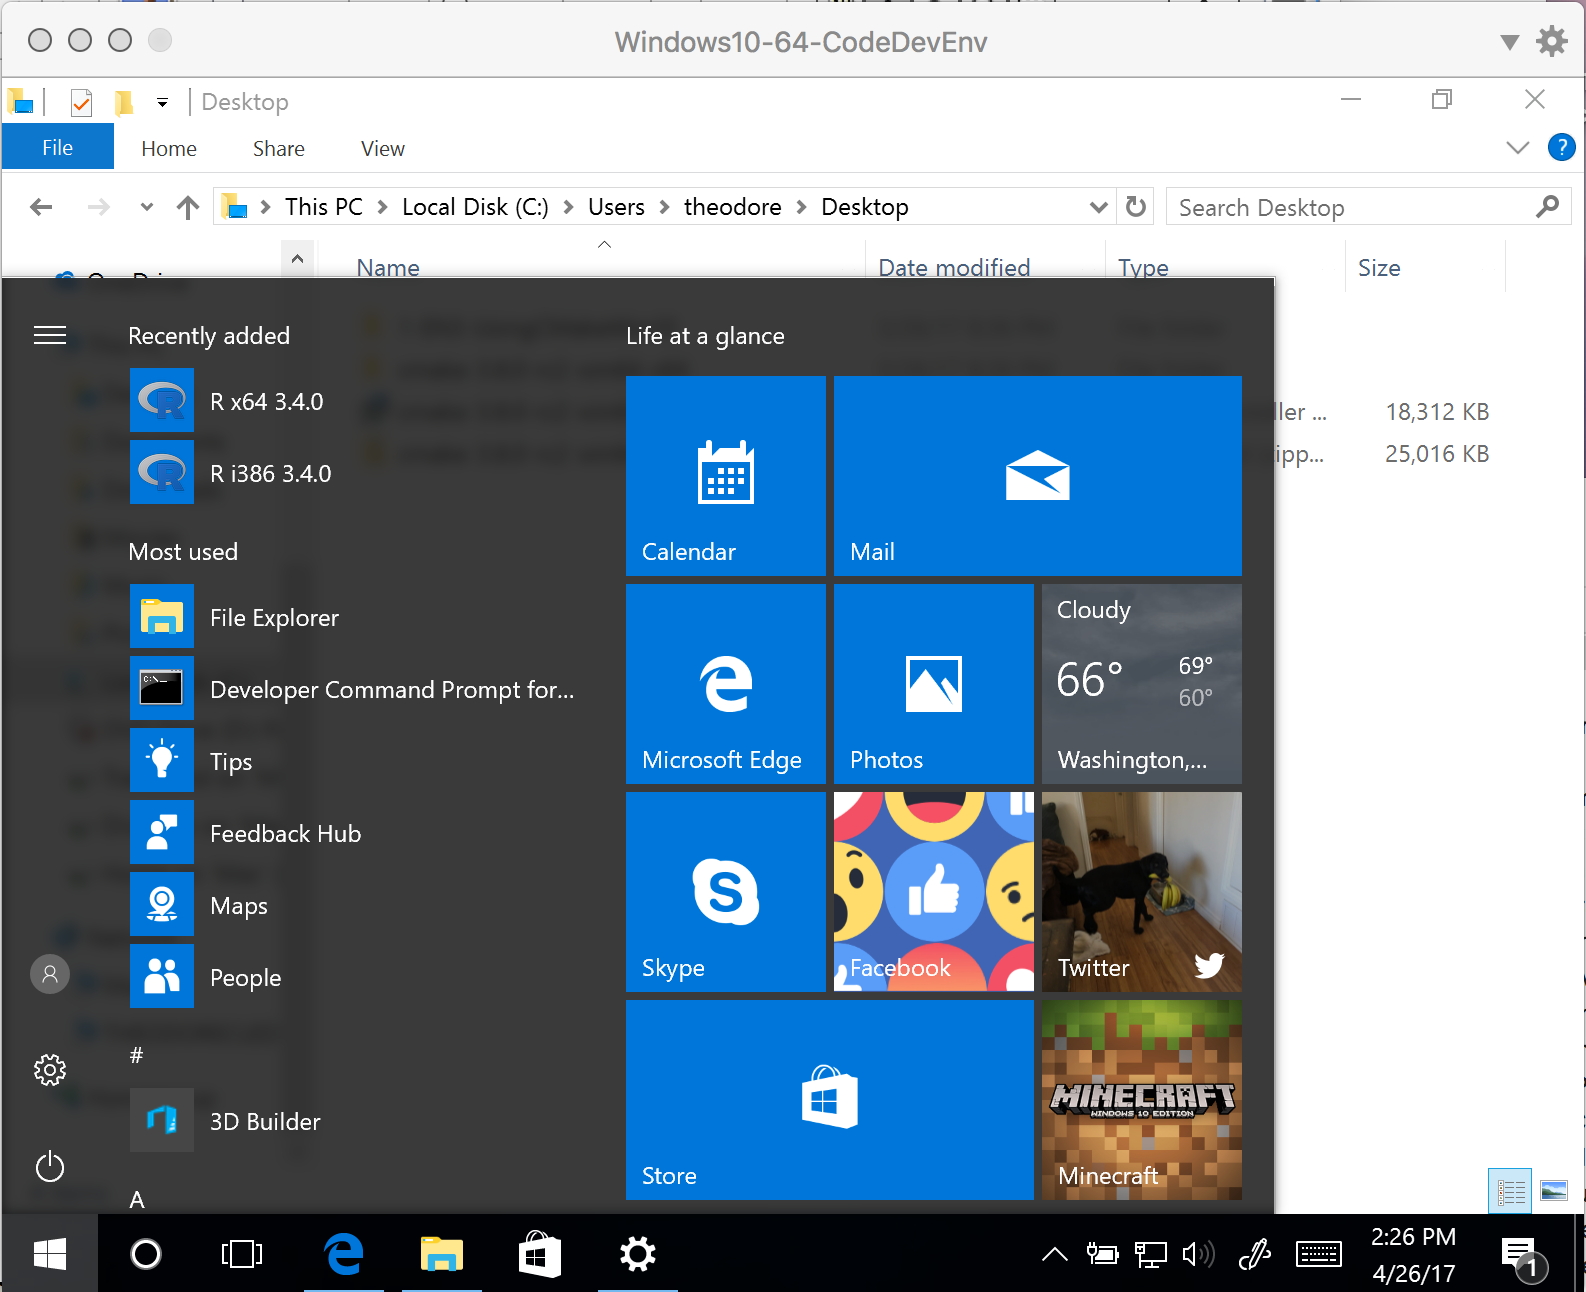 Windows10-64-CodeDevEnv
Desktop
File Home Share View
?
This PC Local Disk (C:) Users theodore Desktop
Search Desktop
Name Date modified Type Size
Recently added
R x64 3.4.0
R i386 3.4.0
Most used
File Explorer
C:\
Developer Command Prompt for...
Tips
Feedback Hub
Maps
People
#
3D Builder
A
Life at a glance
Calendar
Mail
Microsoft Edge
Photos
Cloudy
66° 69°
60°
Washington,...
Skype
Facebook
Twitter
Store
MINECRAFT
WINDOWS 10 EDITION
Minecraft
ller ... 18,312 KB
ipp... 25,016 KB
2:26 PM
4/26/17
1